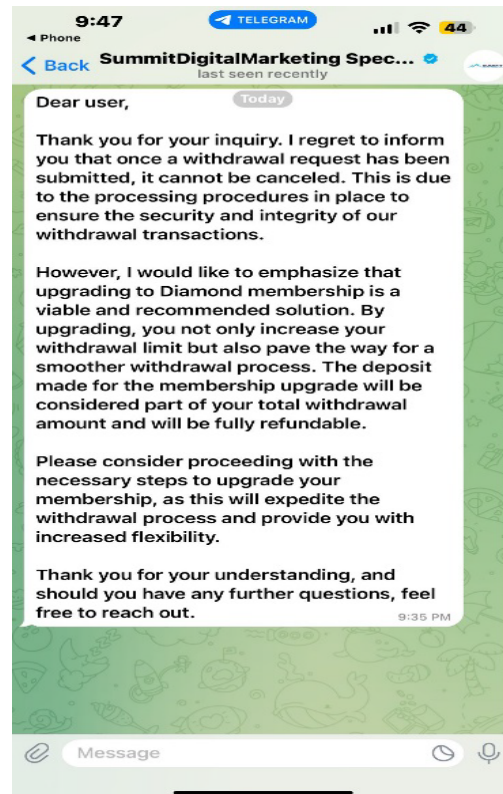 9:47
TELEGRAM
44
◄ Phone
Back
SummitDigitalMarketing Spec...
last seen recently
Today
Dear user,
Thank you for your inquiry. I regret to inform
you that once a withdrawal request has been
submitted, it cannot be canceled. This is due
to the processing procedures in place to
ensure the security and integrity of our
withdrawal transactions.
However, I would like to emphasize that
upgrading to Diamond membership is a
viable and recommended solution. By
upgrading, you not only increase your
withdrawal limit but also pave the way for a
smoother withdrawal process. The deposit
made for the membership upgrade will be
considered part of your total withdrawal
amount and will be fully refundable.
Please consider proceeding with the
necessary steps to upgrade your
membership, as this will expedite the
withdrawal process and provide you with
increased flexibility.
Thank you for your understanding, and
should you have any further questions, feel
free to reach out.
9:35 PM
Message